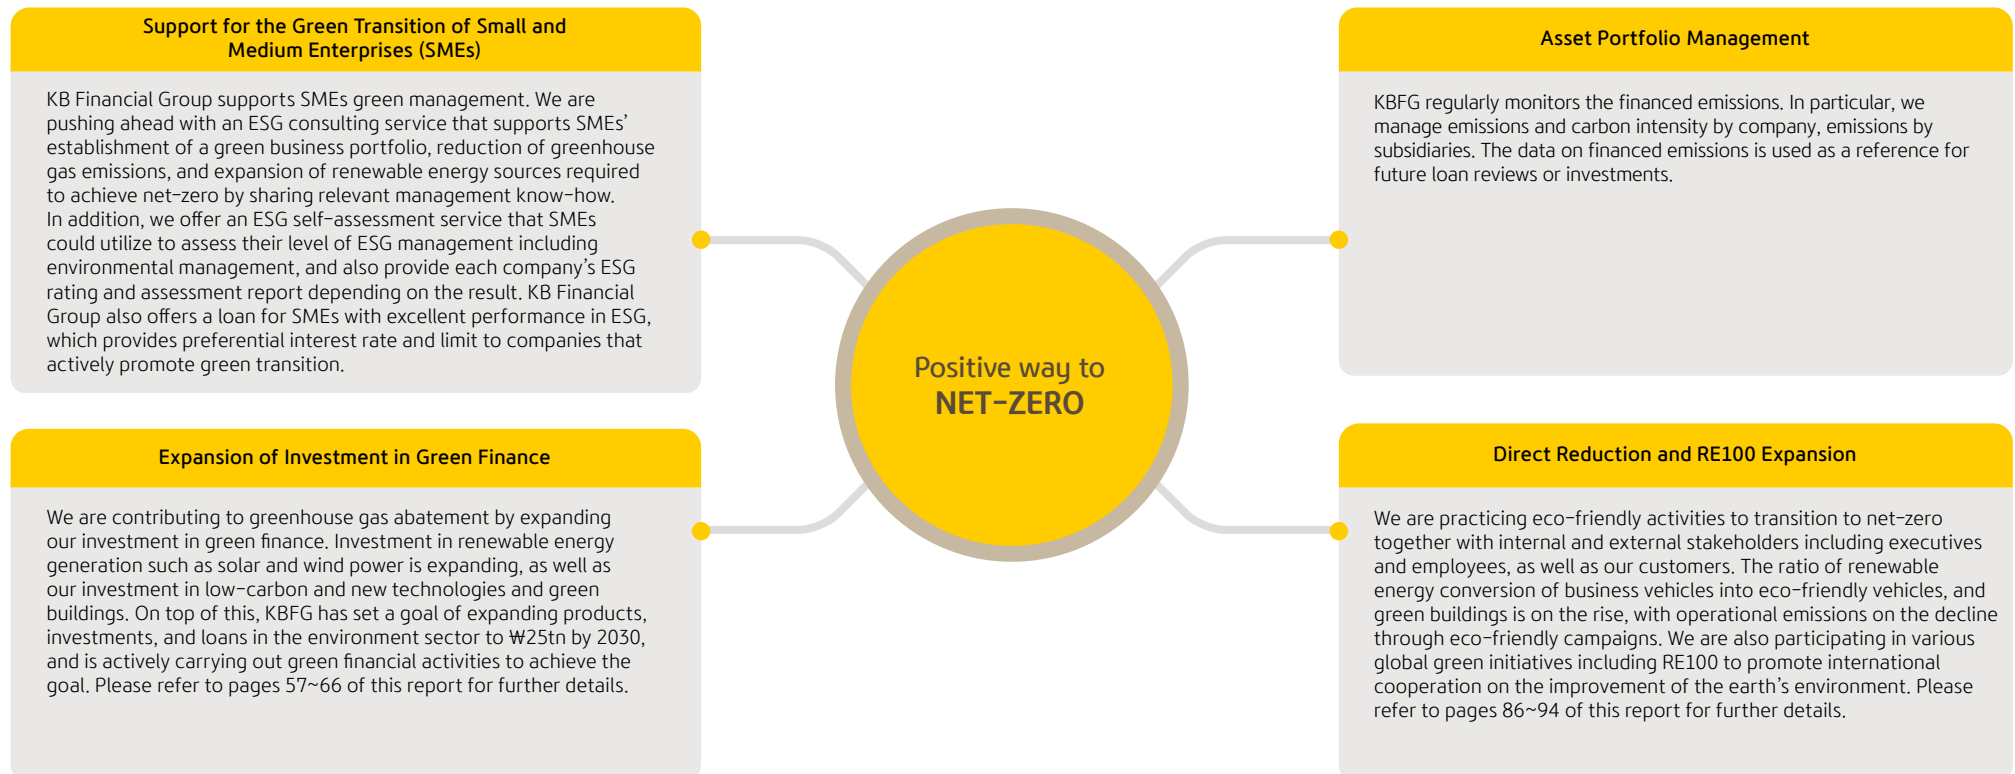 Support for the Green Transition of Small and
Medium Enterprises (SMEs)
KB Financial Group supports SMEs green management. We are
pushing ahead with an ESG consulting service that supports SMEs’
establishment of a green business portfolio, reduction of greenhouse
gas emissions, and expansion of renewable energy sources required
to achieve net-zero by sharing relevant management know-how.
In addition, we offer an ESG self-assessment service that SMEs
could utilize to assess their level of ESG management including
environmental management, and also provide each company’s ESG
rating and assessment report depending on the result. KB Financial
Group also offers a loan for SMEs with excellent performance in ESG,
which provides preferential interest rate and limit to companies that
actively promote green transition.
Expansion of Investment in Green Finance
We are contributing to greenhouse gas abatement by expanding
our investment in green finance. Investment in renewable energy
generation such as solar and wind power is expanding, as well as
our investment in low-carbon and new technologies and green
buildings. On top of this, KBFG has set a goal of expanding products,
investments, and loans in the environment sector to ₩25tn by 2030,
and is actively carrying out green financial activities to achieve the
goal. Please refer to pages 57~66 of this report for further details.
Positive way to
NET-ZERO
Asset Portfolio Management
KBFG regularly monitors the financed emissions. In particular, we
manage emissions and carbon intensity by company, emissions by
subsidiaries. The data on financed emissions is used as a reference for
future loan reviews or investments.
Direct Reduction and RE100 Expansion
We are practicing eco-friendly activities to transition to net-zero
together with internal and external stakeholders including executives
and employees, as well as our customers. The ratio of renewable
energy conversion of business vehicles into eco-friendly vehicles, and
green buildings is on the rise, with operational emissions on the decline
through eco-friendly campaigns. We are also participating in various
global green initiatives including RE100 to promote international
cooperation on the improvement of the earth’s environment. Please
refer to pages 86~94 of this report for further details.